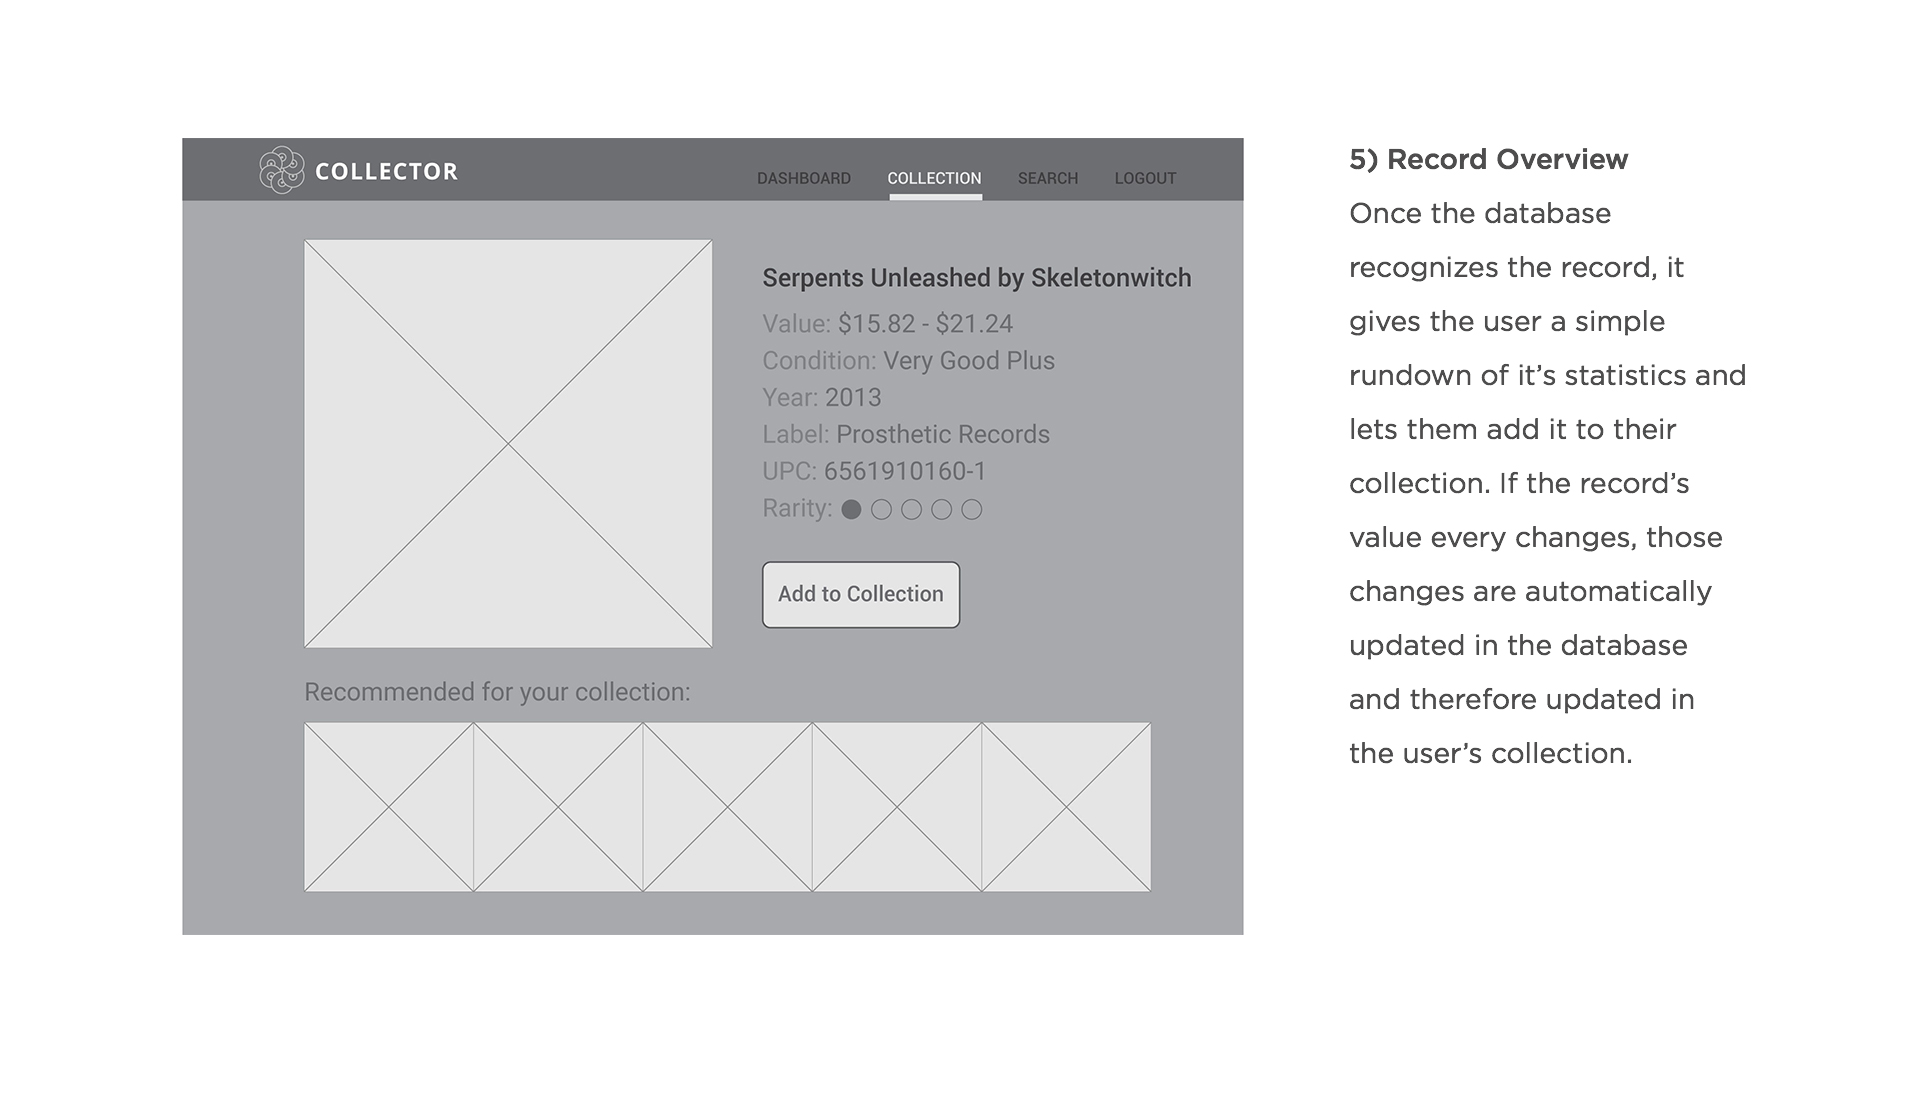 COLLECTOR
DASHBOARD COLLECTION SEARCH LOGOUT
Serpents Unleashed by Skeletonwitch
Value: $15.82 - $21.24
Condition: Very Good Plus
Year: 2013
Label: Prosthetic Records
UPC: 6561910160-1
Rarity:
Add to Collection
Recommended for your collection:
5) Record Overview
Once the database
recognizes the record, it
gives the user a simple
rundown of it’s statistics and
lets them add it to their
collection. If the record’s
value every changes, those
changes are automatically
updated in the database
and therefore updated in
the user’s collection.